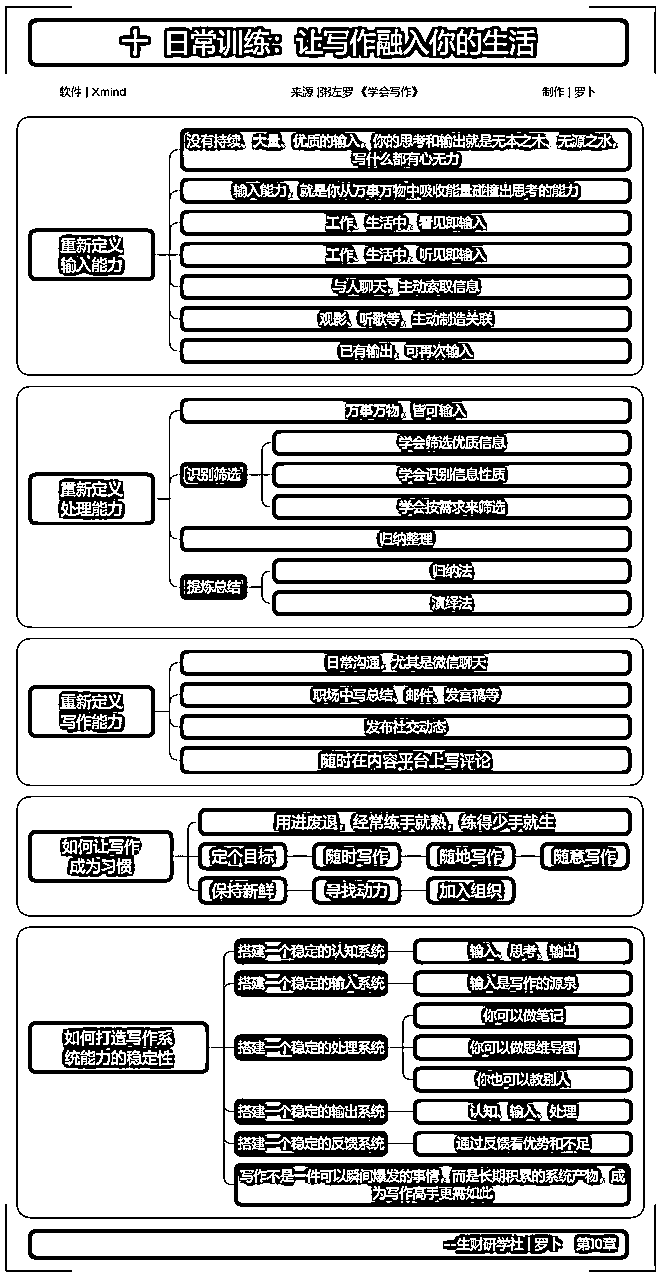 十 日常训练：让写作融入你的生活
软件 | Xmind
来源 |粥左罗《学会写作》
制作 | 罗卜
重新定义
输入能力
没有持续、大量、优质的输入，你的思考和输出就是无本之木、无源之水，
写什么都有心无力
输入能力，就是你从万事万物中吸收能量碰撞出思考的能力
工作、生活中，看见即输入
工作、生活中，听见即输入
与人聊天，主动索取信息
观影、听歌等，主动制造关联
已有输出，可再次输入
重新定义
处理能力
万事万物，皆可输入
识别筛选
学会筛选优质信息
学会识别信息性质
学会按需求来筛选
归纳整理
提炼总结
归纳法
演绎法
重新定义
写作能力
日常沟通，尤其是微信聊天
职场中写总结、邮件、发言稿等
发布社交动态
随时在内容平台上写评论
如何让写作
成为习惯
用进废退，经常练手就熟，练得少手就生
定个目标
随时写作
随地写作
随意写作
保持新鲜
寻找动力
加入组织
如何打造写作系
统能力的稳定性
搭建一个稳定的认知系统
输入、思考、输出
搭建一个稳定的输入系统
输入是写作的源泉
搭建一个稳定的处理系统
你可以做笔记
你可以做思维导图
你也可以教别人
搭建一个稳定的输出系统
认知、输入、处理
搭建一个稳定的反馈系统
通过反馈看优势和不足
写作不是一件可以瞬间爆发的事情，而是长期积累的系统产物，成
为写作高手更需如此
—生财研学社 | 罗卜 第10章